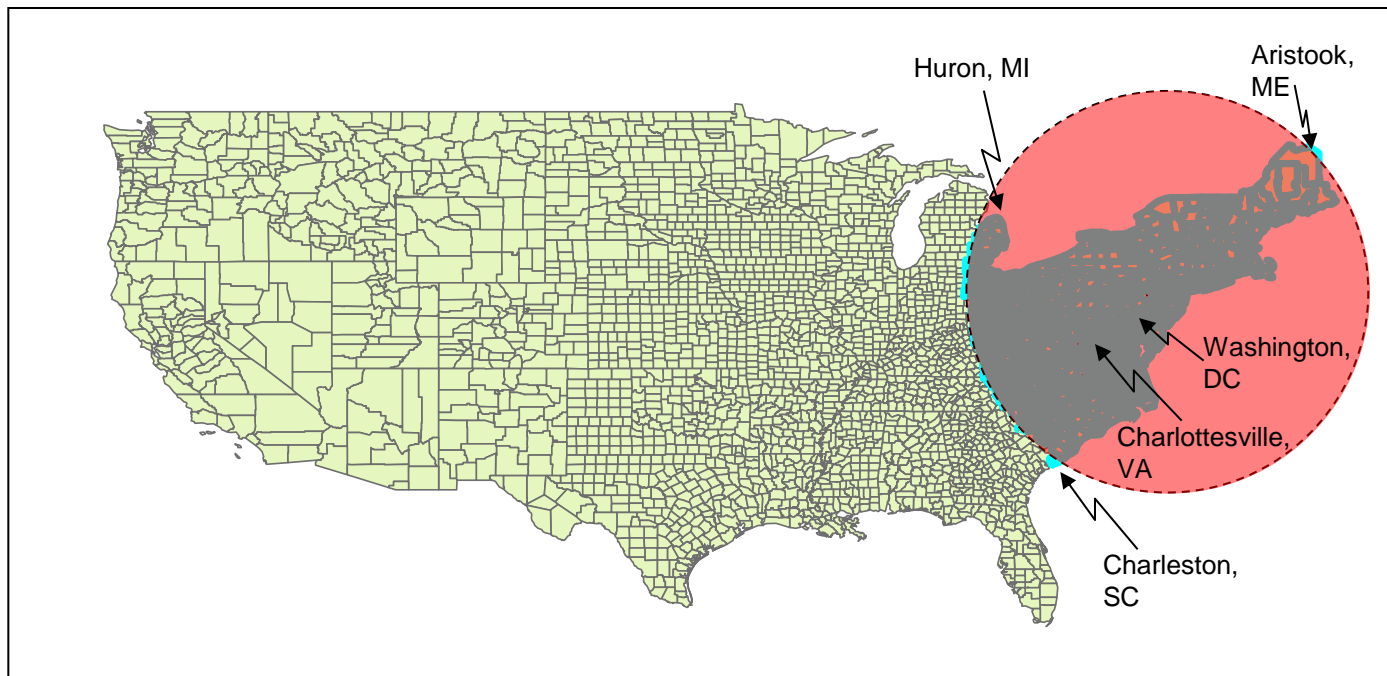 Huron, MI
Aristook,
ME
Washington,
DC
Charlottesville,
VA
Charleston,
SC